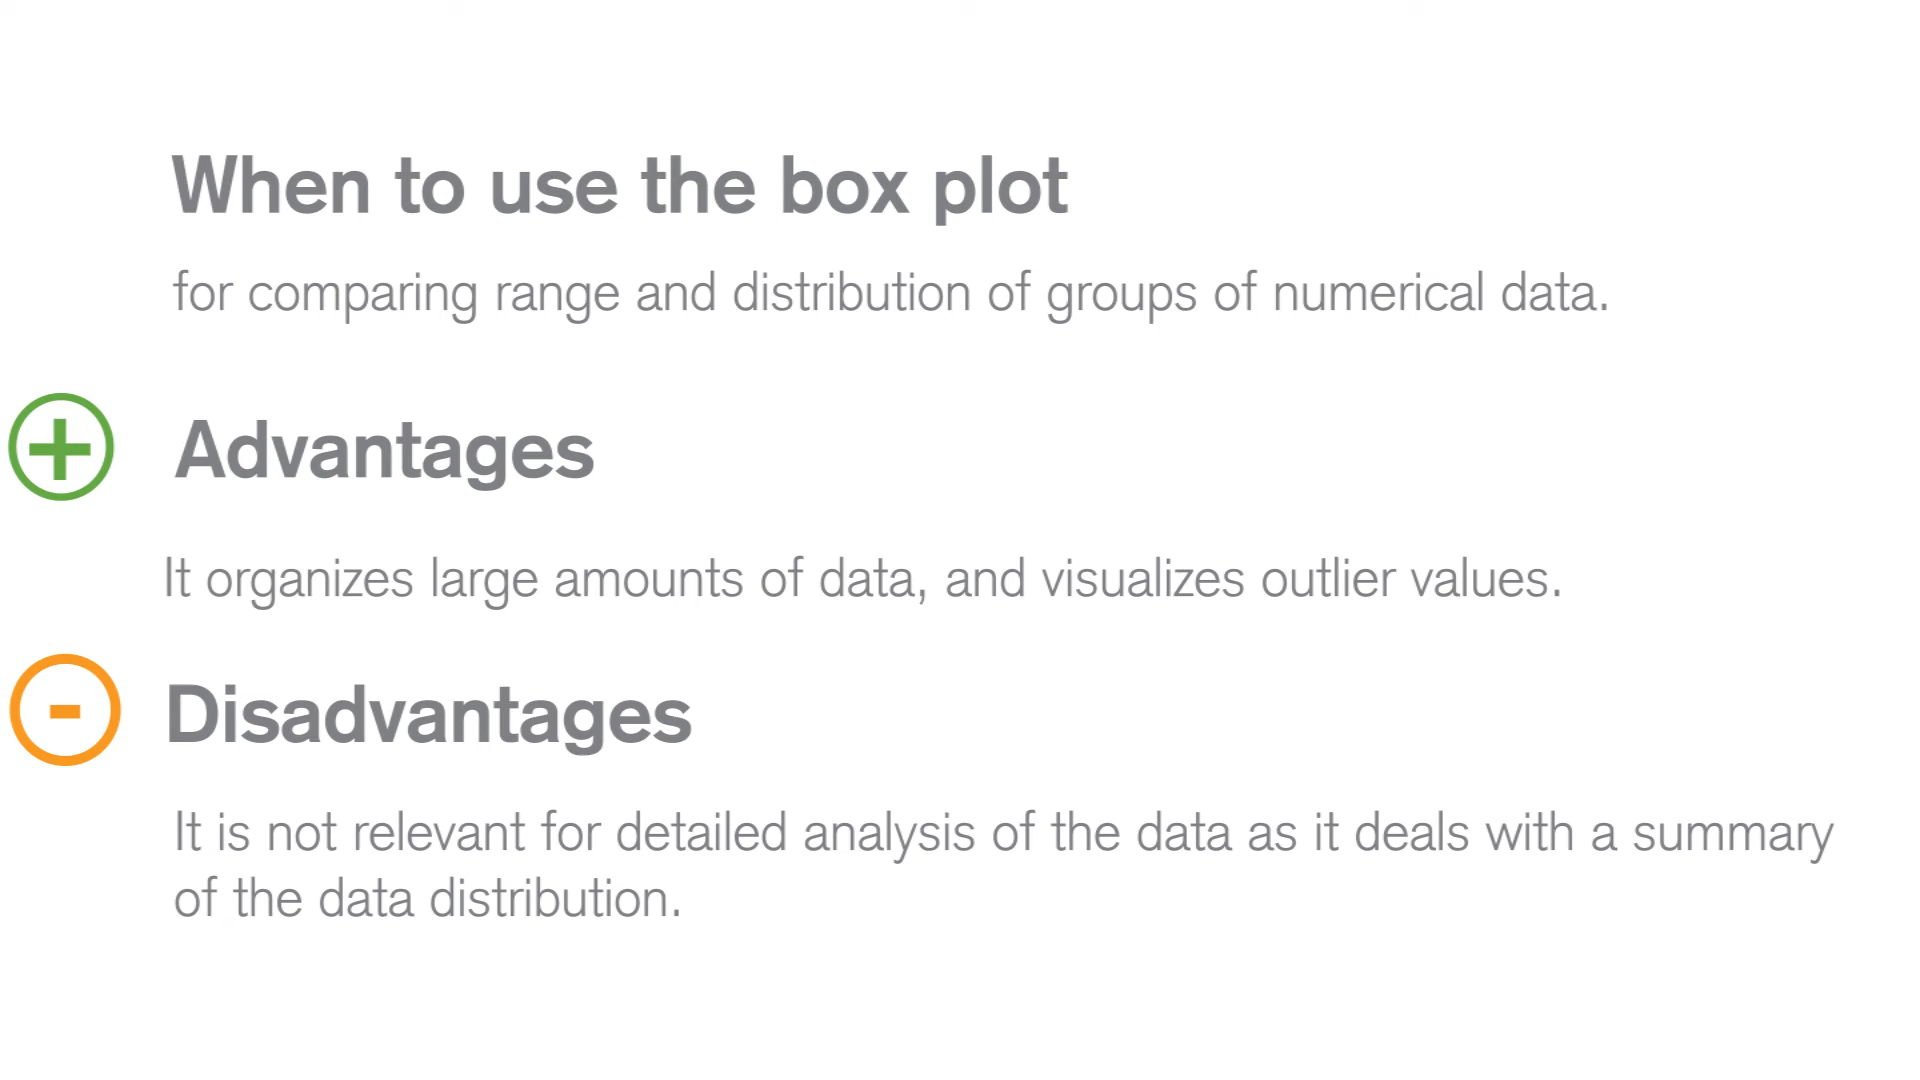 When to use the box plot
for comparing range and distribution of groups of numerical data.
Advantages
It organizes large amounts of data, and visualizes outlier values.
Disadvantages
It is not relevant for detailed analysis of the data as it deals with a summary
of the data distribution.